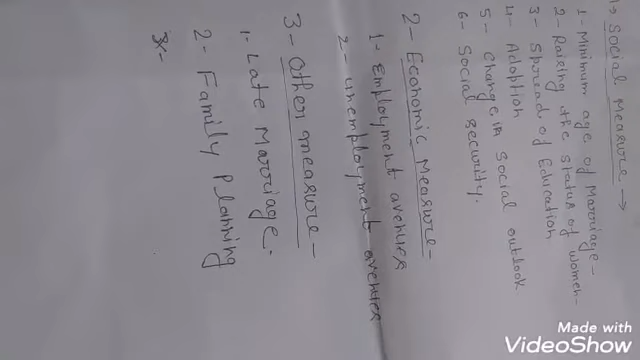 1, Social Measure →
1- Minimum age of Marriage-
2- Raising the status of women-
3- Spread of Education
4- Adoption
5- Change in Social outlook
6- Social security.
2- Economic Measure-
1- Employment avenues
2- unemployment avenues
3- Other measure-
1- Late Marriage.
2- Family Planning
3-
Made with
VideoShow